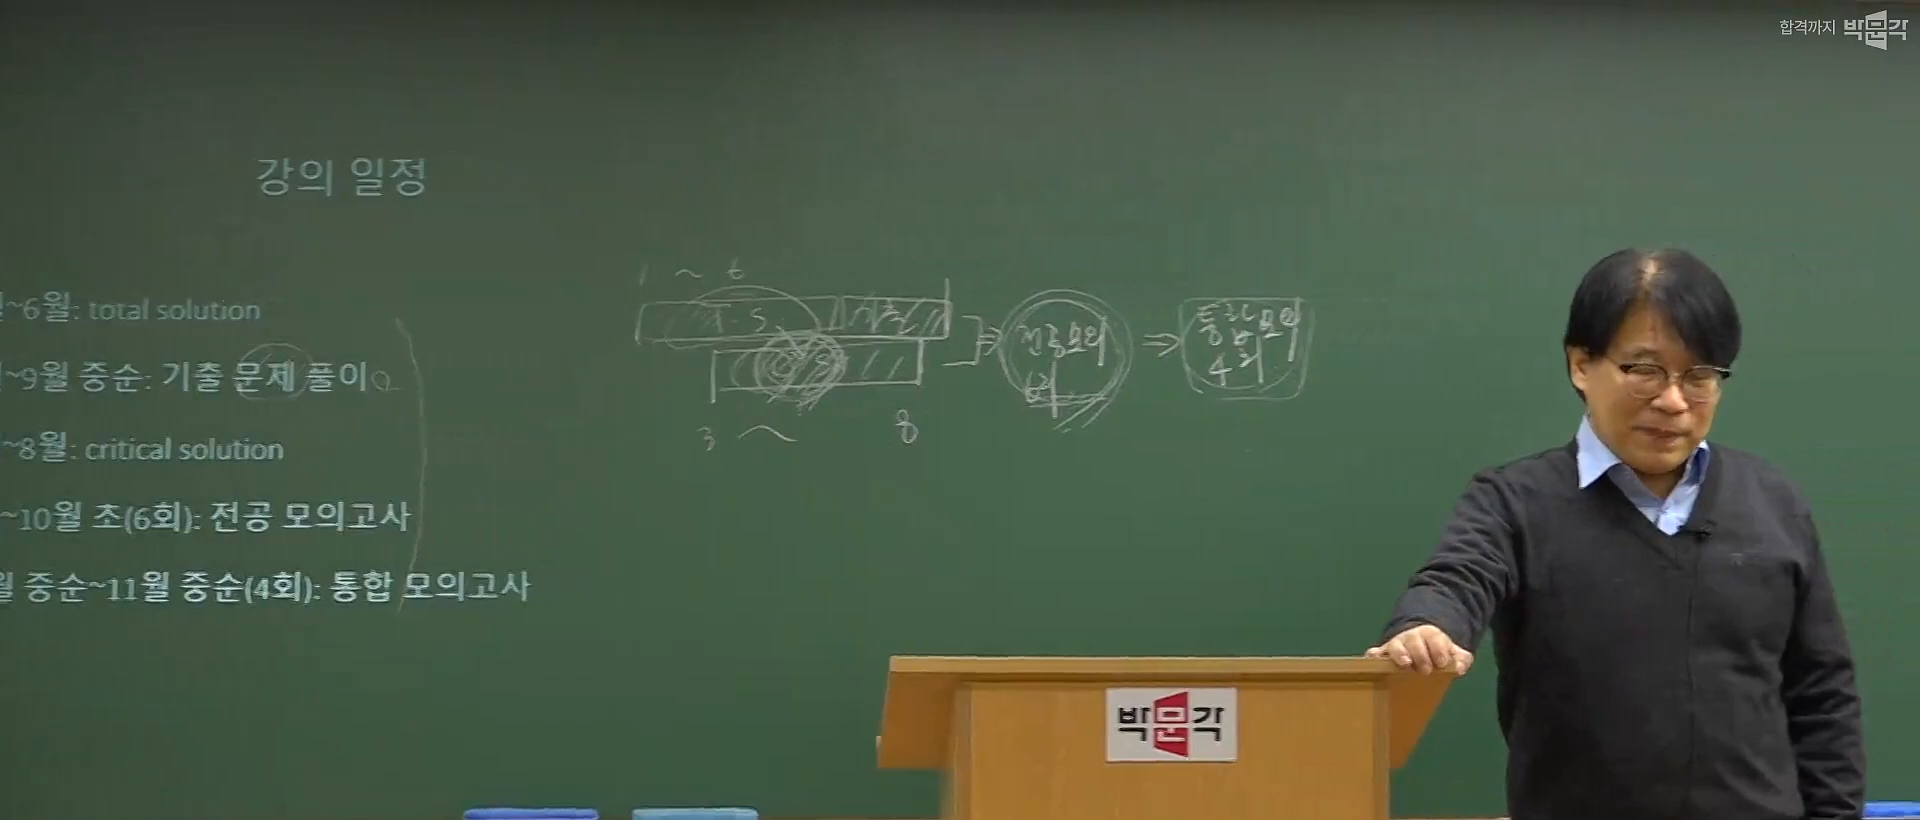 합격까지 박문각
강의 일정
~6월: total solution
~9월 중순: 기출 문제 풀이
~8월: critical solution
~10월 초(6회): 전공 모의고사
월 중순~11월 중순(4회): 통합 모의고사
1 ~ 6
T.S. 기출
C.S
3 ~ 8
⇒ 전공모의
⇒ 통합모의
4회
박문각